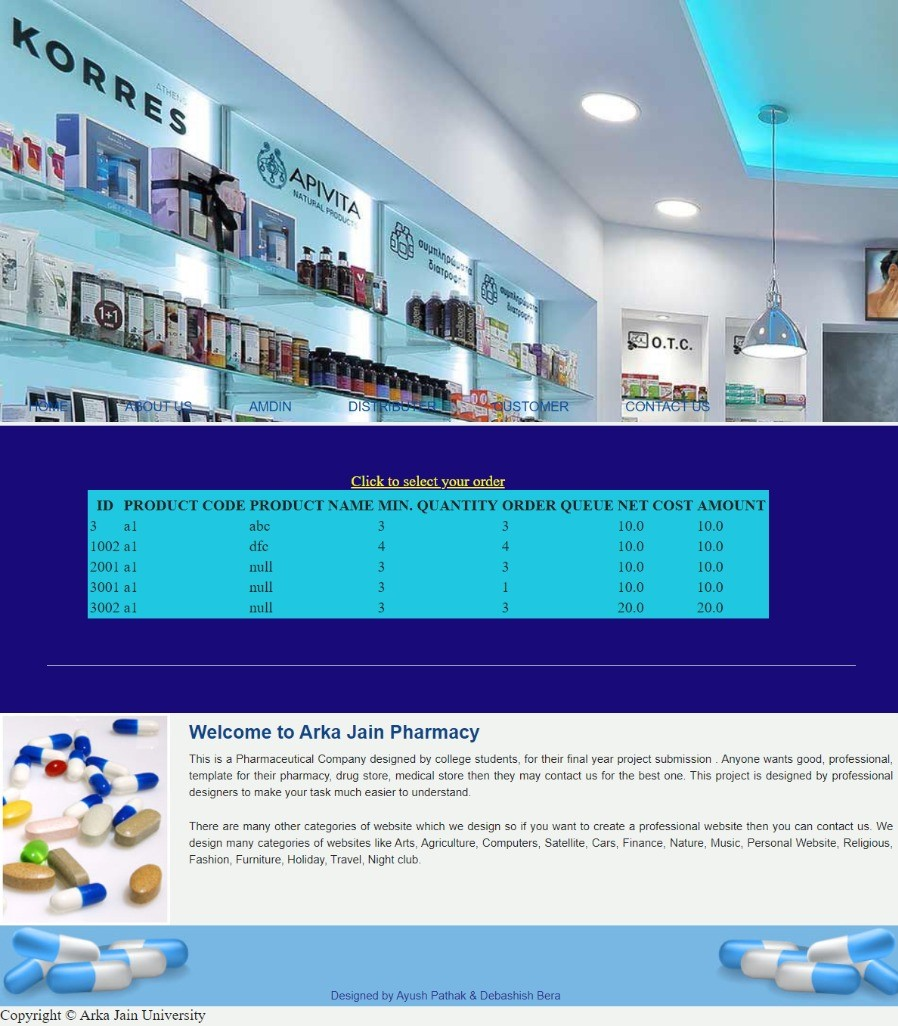 KORRES
ATHENS
APIVITA
NATURAL PRODUCTS
συμπληρώματα
διατροφής
συμπληρώματα
διατροφής
1+1
O.T.C.
HOME ABOUT US AMDIN DISTRIBUTER CUSTOMER CONTACT US
Click to select your order
ID PRODUCT CODE PRODUCT NAME MIN. QUANTITY ORDER QUEUE NET COST AMOUNT
3 a1 abc 3 3 10.0 10.0
1002 a1 dfc 4 4 10.0 10.0
2001 a1 null 3 3 10.0 10.0
3001 a1 null 3 1 10.0 10.0
3002 a1 null 3 3 20.0 20.0
Welcome to Arka Jain Pharmacy
This is a Pharmaceutical Company designed by college students, for their final year project submission . Anyone wants good, professional,
template for their pharmacy, drug store, medical store then they may contact us for the best one. This project is designed by professional
designers to make your task much easier to understand.
There are many other categories of website which we design so if you want to create a professional website then you can contact us. We
design many categories of websites like Arts, Agriculture, Computers, Satellite, Cars, Finance, Nature, Music, Personal Website, Religious,
Fashion, Furniture, Holiday, Travel, Night club.
Designed by Ayush Pathak & Debashish Bera
Copyright © Arka Jain University